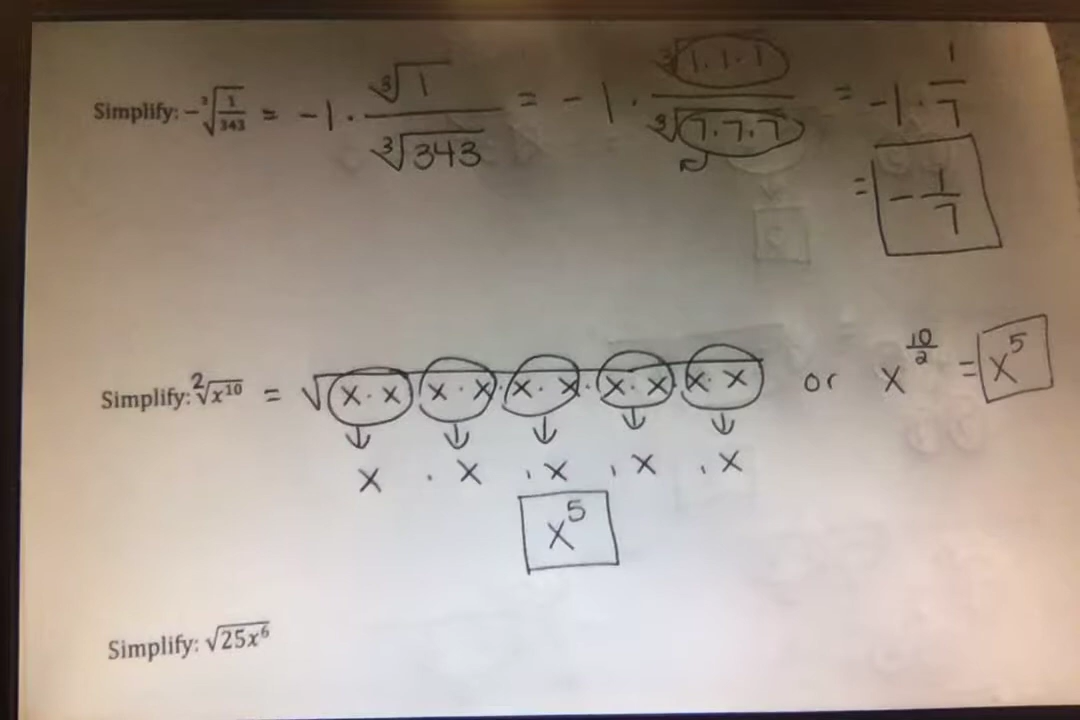 Simplify: -∛(1/343) = -1 · ∛1/∛343 = -1 · ∛(1·1·1)/∛(7·7·7) = -1 · 1/7
= -1/7
Simplify: ²√x¹⁰ = √(x·x · x·x · x·x · x·x · x·x) or x^(10/2) = x⁵
x · x · x · x · x
x⁵
Simplify: √25x⁶